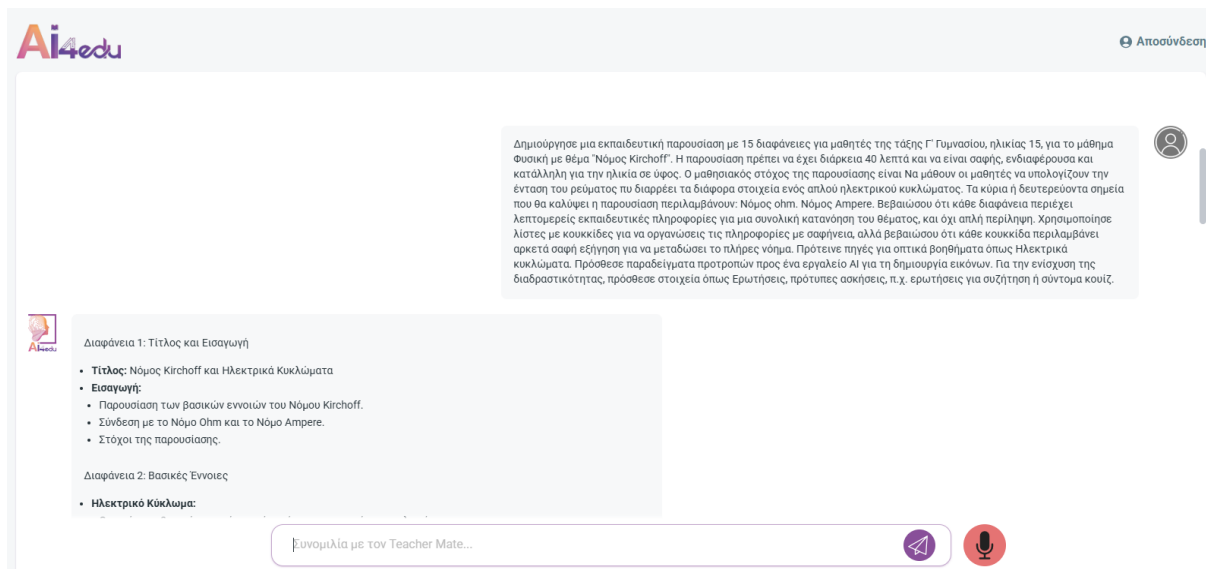 Ai4edu
Αποσύνδεση
Δημιούργησε μια εκπαιδευτική παρουσίαση με 15 διαφάνειες για μαθητές της τάξης Γ' Γυμνασίου, ηλικίας 15, για το μάθημα
Φυσική με θέμα "Νόμος Kirchoff". Η παρουσίαση πρέπει να έχει διάρκεια 40 λεπτά και να είναι σαφής, ενδιαφέρουσα και
κατάλληλη για την ηλικία σε ύφος. Ο μαθησιακός στόχος της παρουσίασης είναι Να μάθουν οι μαθητές να υπολογίζουν την
ένταση του ρεύματος πυ διαρρέει τα διάφορα στοιχεία ενός απλού ηλεκτρικού κυκλώματος. Τα κύρια ή δευτερεύοντα σημεία
που θα καλύψει η παρουσίαση περιλαμβάνουν: Νόμος ohm. Νόμος Ampere. Βεβαιώσου ότι κάθε διαφάνεια περιέχει
λεπτομερείς εκπαιδευτικές πληροφορίες για μια συνολική κατανόηση του θέματος, και όχι απλή περίληψη. Χρησιμοποίησε
λίστες με κουκκίδες για να οργανώσεις τις πληροφορίες με σαφήνεια, αλλά βεβαιώσου ότι κάθε κουκκίδα περιλαμβάνει
αρκετά σαφή εξήγηση για να μεταδώσει το πλήρες νόημα. Πρότεινε πηγές για οπτικά βοηθήματα όπως Ηλεκτρικά
κυκλώματα. Πρόσθεσε παραδείγματα προτροπών προς ένα εργαλείο AI για τη δημιουργία εικόνων. Για την ενίσχυση της
διαδραστικότητας, πρόσθεσε στοιχεία όπως Ερωτήσεις, πρότυπες ασκήσεις, π.χ. ερωτήσεις για συζήτηση ή σύντομα κουίζ.
Ai4edu
Διαφάνεια 1: Τίτλος και Εισαγωγή
Τίτλος: Νόμος Kirchoff και Ηλεκτρικά Κυκλώματα
Εισαγωγή:
Παρουσίαση των βασικών εννοιών του Νόμου Kirchoff.
Σύνδεση με το Νόμο Ohm και το Νόμο Ampere.
Στόχοι της παρουσίασης.
Διαφάνεια 2: Βασικές Έννοιες
Ηλεκτρικό Κύκλωμα:
Συνομιλία με τον Teacher Mate...